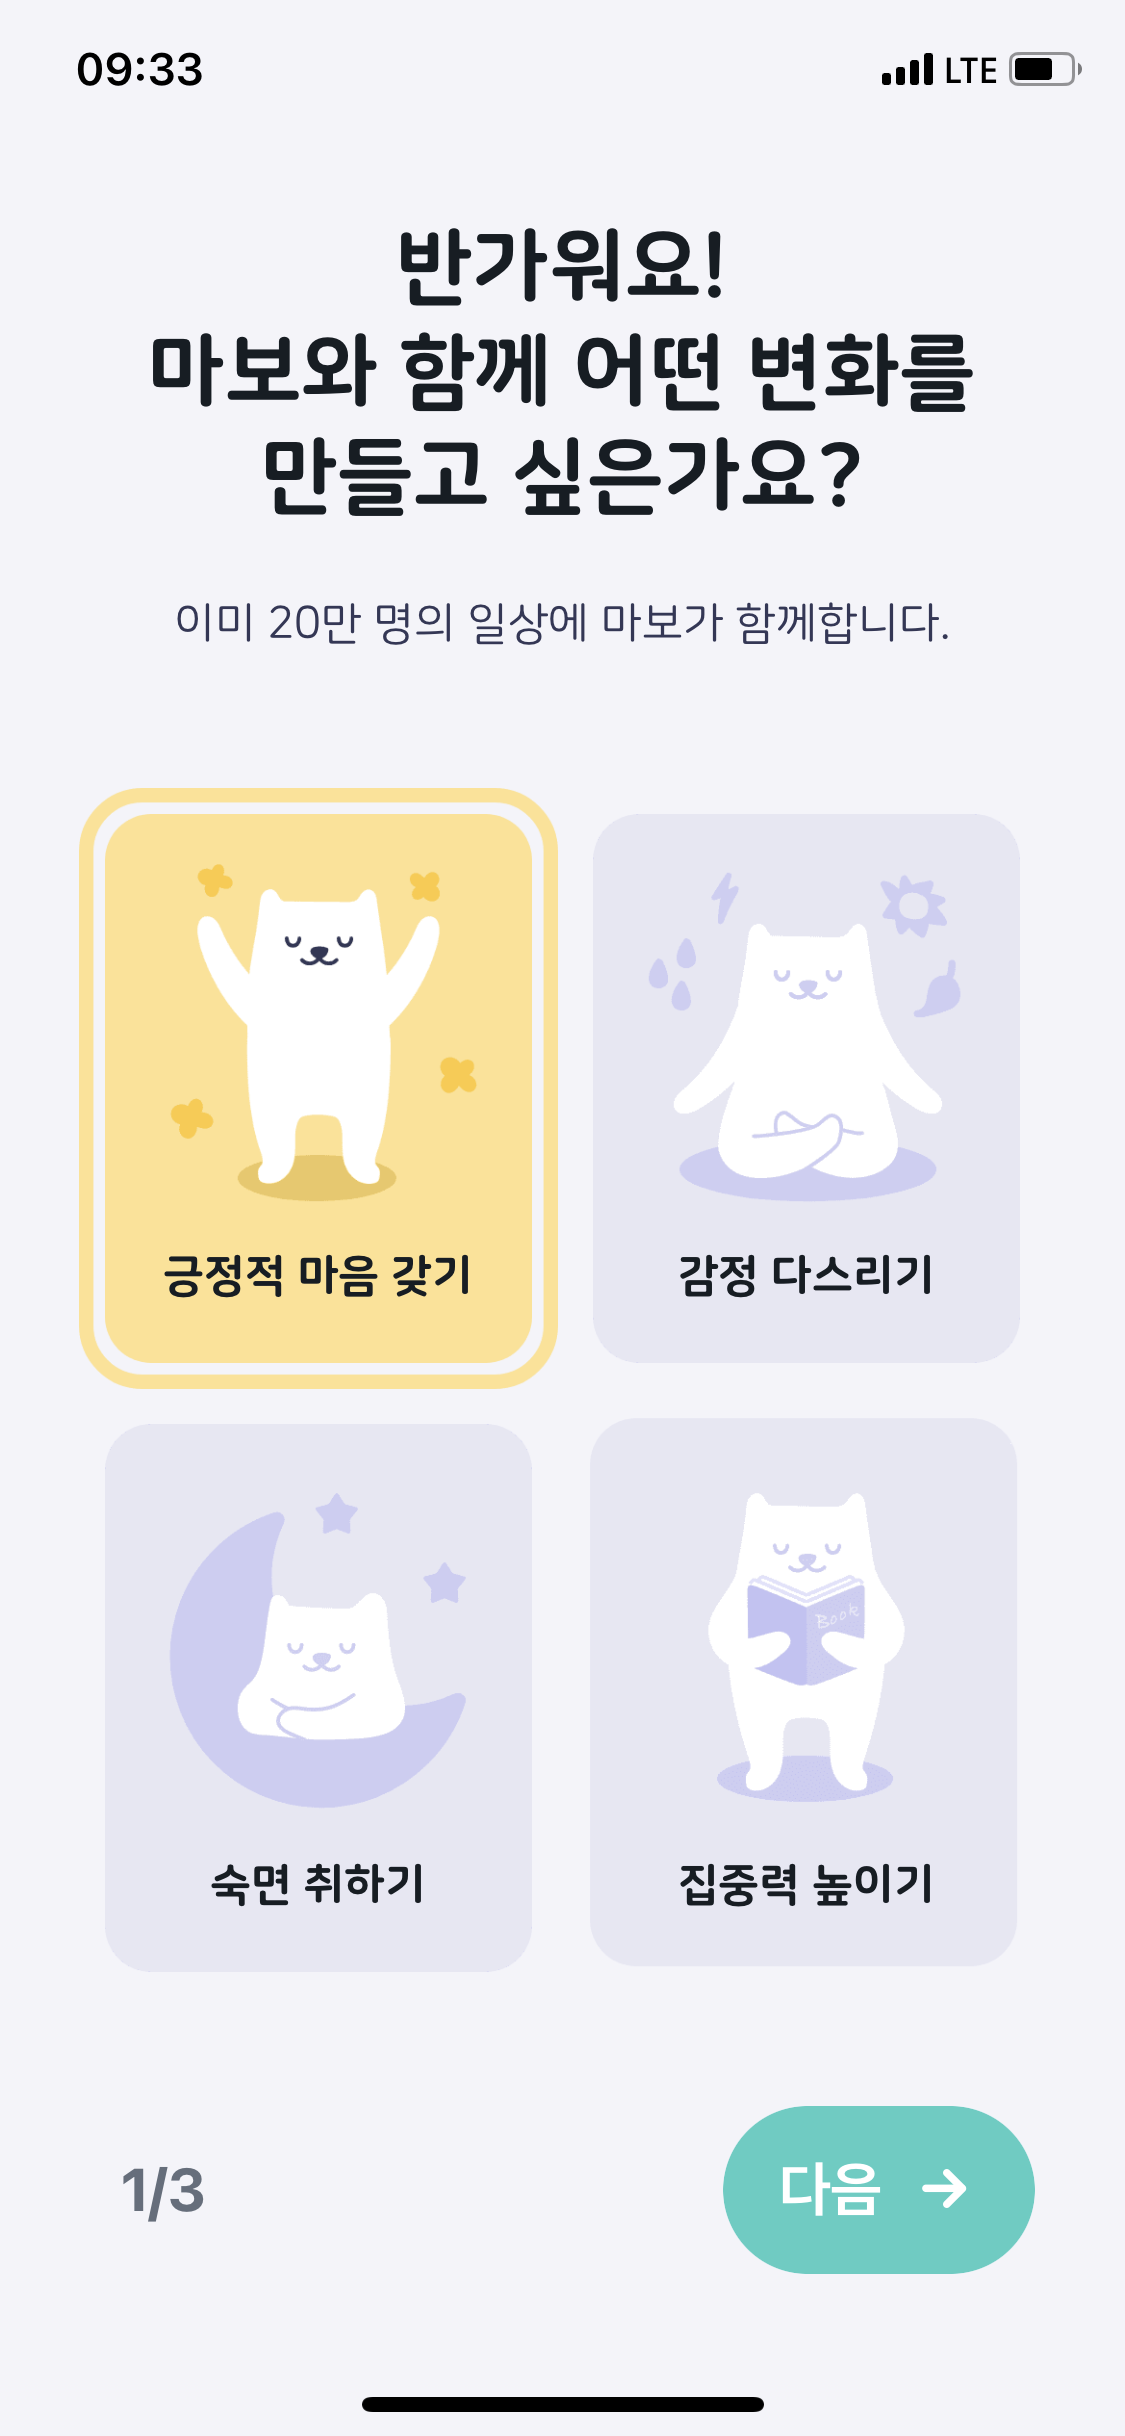 09:33
LTE
반가워요!
마보와 함께 어떤 변화를
만들고 싶은가요?
이미 20만 명의 일상에 마보가 함께합니다.
긍정적 마음 갖기
감정 다스리기
Book
숙면 취하기
집중력 높이기
1/3
다음 →